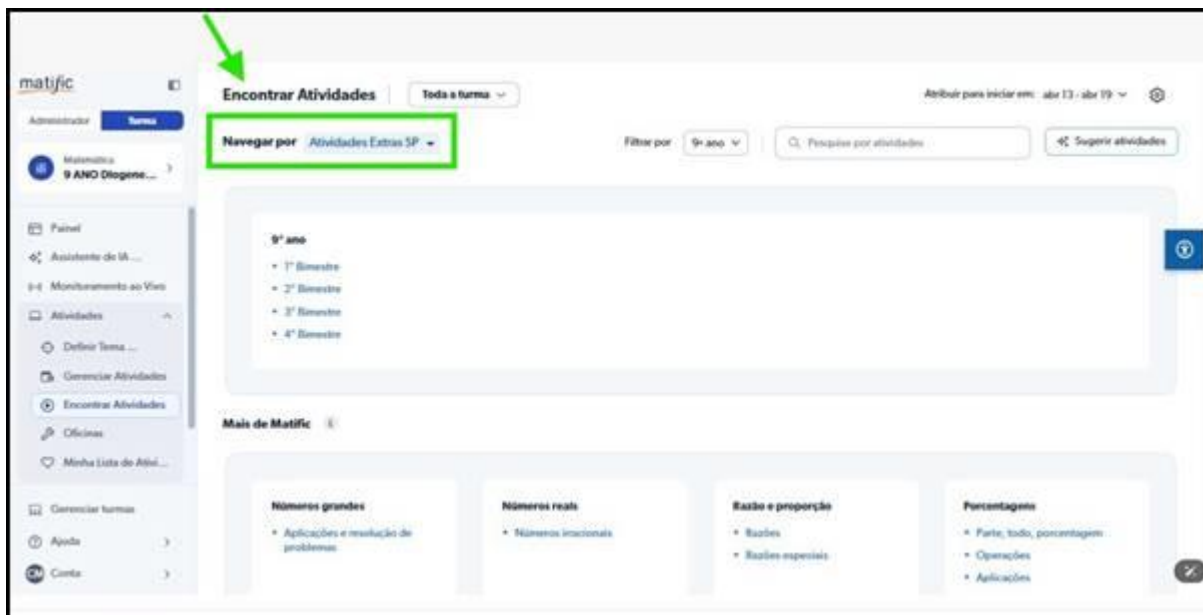 matific
Encontrar Atividades
Toda a turma
Atribuir para iniciar em: abr 13 - abr 19
Administrador
Turma
Navegar por
Atividades Extras SP
Filtrar por
9º ano
Pesquise por atividades
Sugerir atividades
Matemática
9 ANO Diogene...
Painel
Assistente de IA ...
Monitoramento ao Vivo
Atividades
Definir Tema ...
Gerenciar Atividades
Encontrar Atividades
Oficinas
Minha Lista de Ativi...
Gerenciar turmas
Ajuda
CM
Conta
9º ano
1º Bimestre
2º Bimestre
3º Bimestre
4º Bimestre
Mais de Matific
Números grandes
Aplicações e resolução de
problemas
Números reais
Números irracionais
Razão e proporção
Razões
Razões especiais
Porcentagens
Parte, todo, porcentagem
Operações
Aplicações